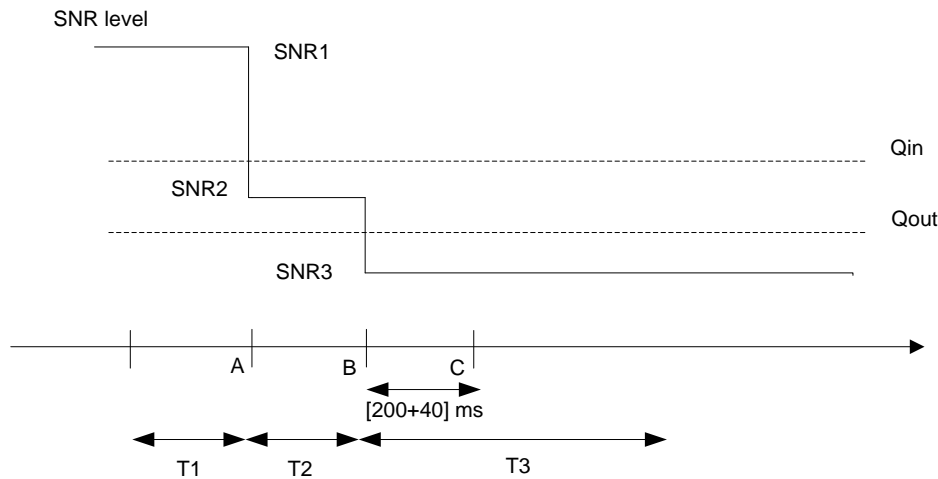 SNR level
SNR1
Qin
SNR2
Qout
SNR3
A
B
C
[200+40] ms
T1
T2
T3